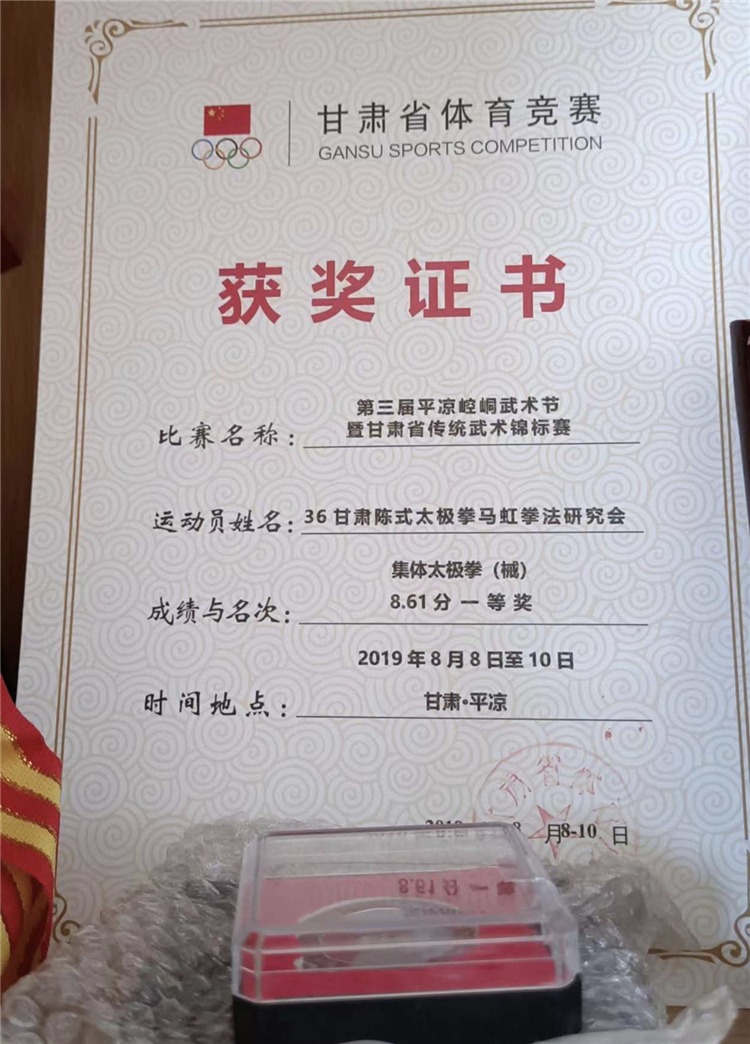 甘肃省体育竞赛
GANSU SPORTS COMPETITION
获奖证书
第三届平凉崆峒武术节
比赛名称：暨甘肃省传统武术锦标赛
运动员姓名：36甘肃陈式太极拳马虹拳法研究会
集体太极拳（械）
成绩与名次：8.61分 一等奖
2019年8月8日至10日
时间地点：甘肃·平凉
月8-10日